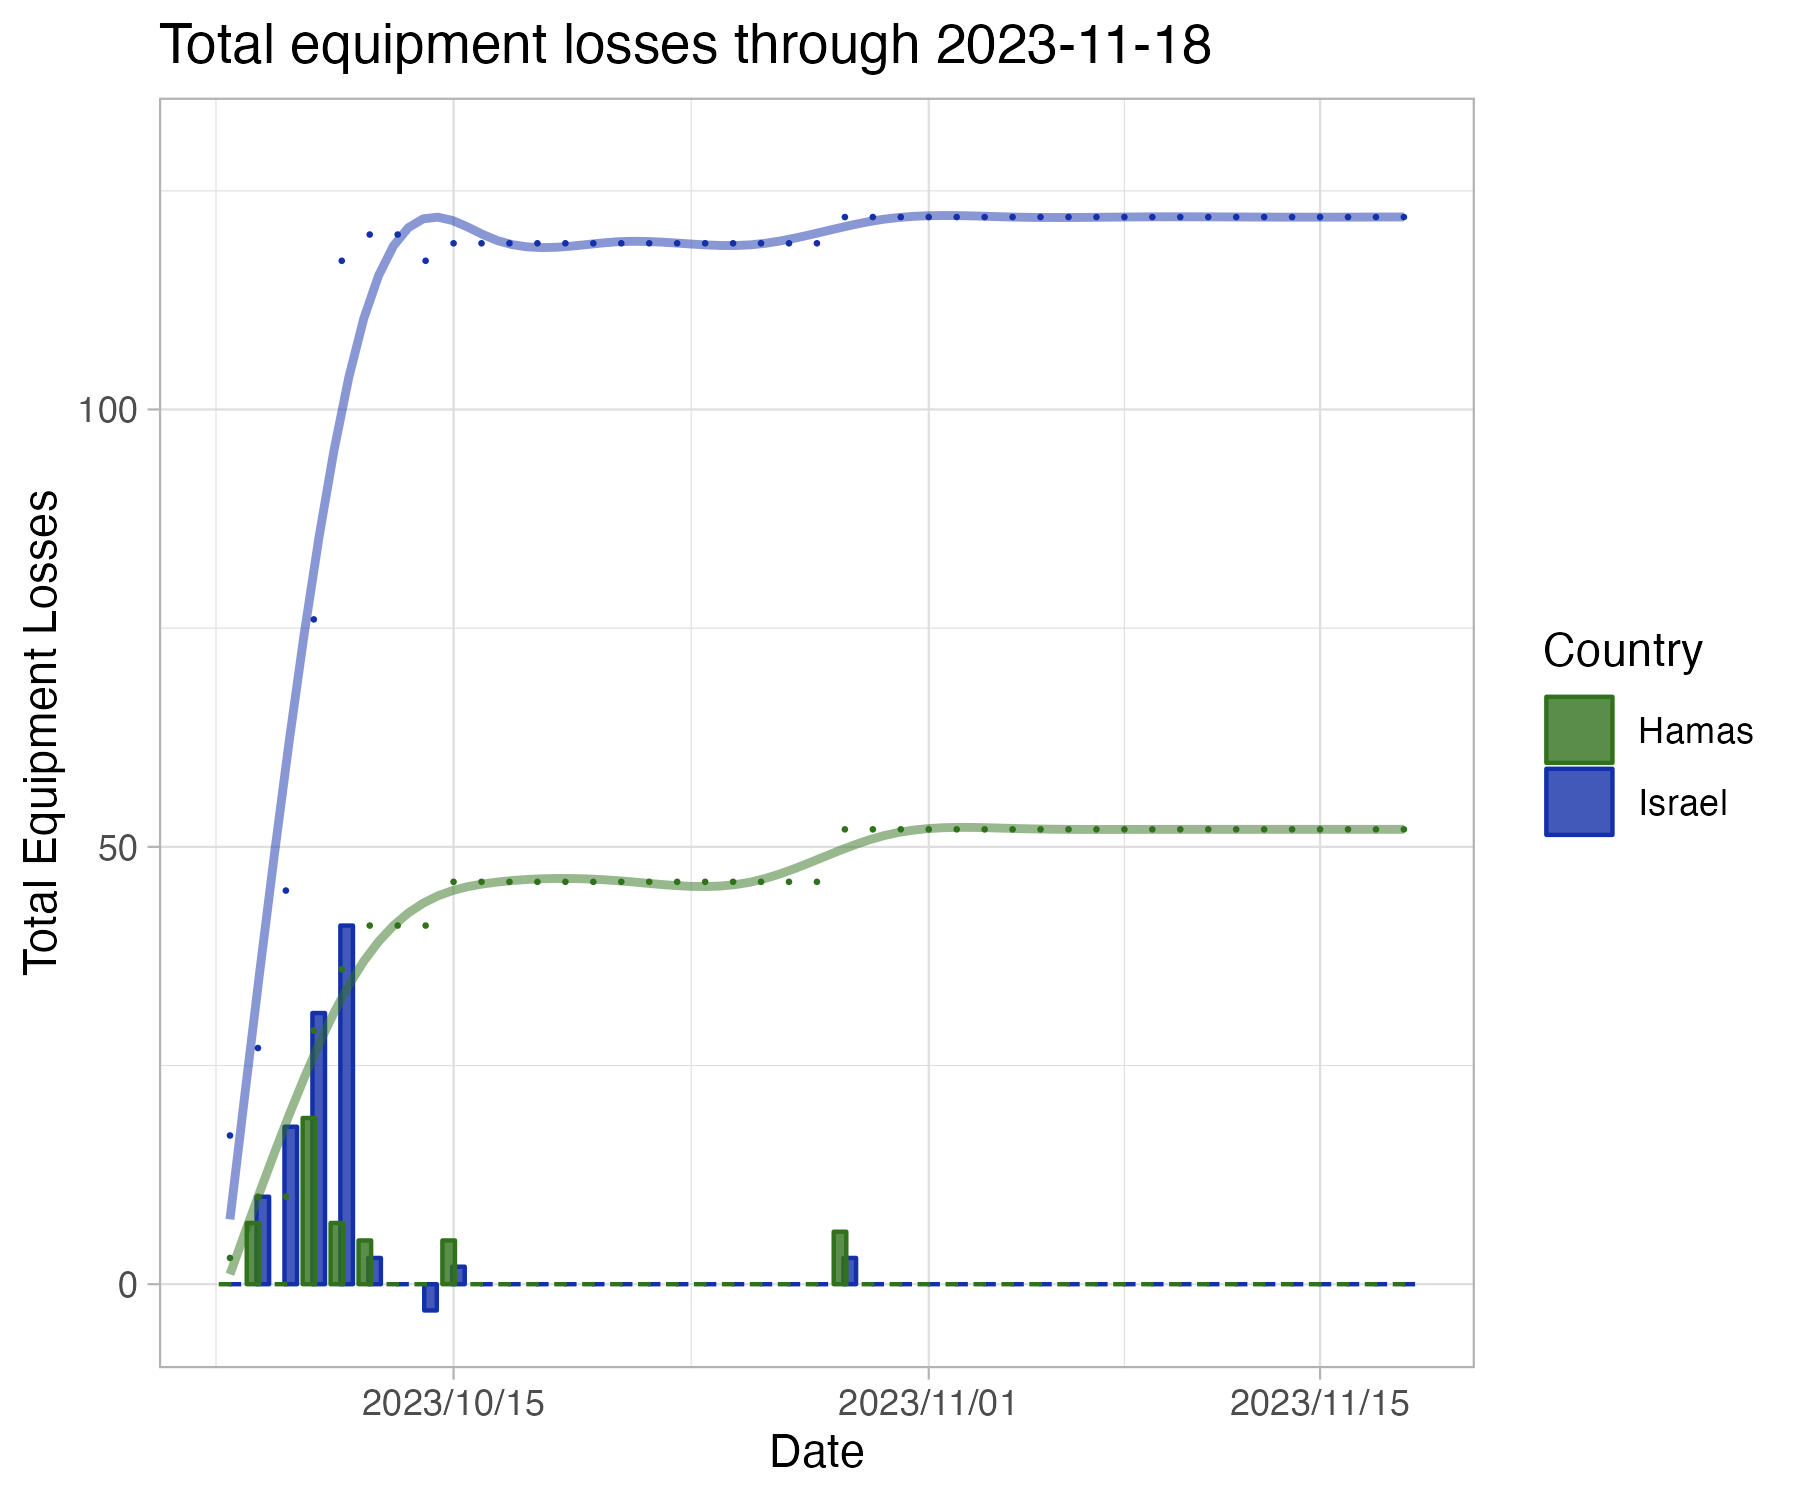 Total equipment losses through 2023-11-18
Total Equipment Losses
100
50
0
2023/10/15
2023/11/01
2023/11/15
Date
Country
Hamas
Israel